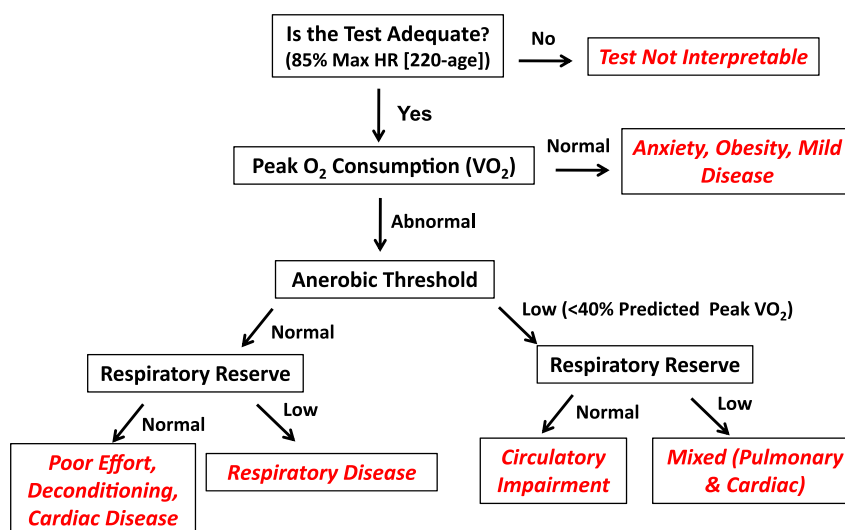 Is the Test Adequate?
(85% Max HR [220-age])
No
Test Not Interpretable
Yes
Peak O₂ Consumption (VO₂)
Normal
Anxiety, Obesity, Mild
Disease
Abnormal
Anerobic Threshold
Normal
Low (<40% Predicted Peak VO₂)
Respiratory Reserve
Respiratory Reserve
Normal
Low
Normal
Low
Poor Effort,
Deconditioning,
Cardiac Disease
Respiratory Disease
Circulatory
Impairment
Mixed (Pulmonary
& Cardiac)